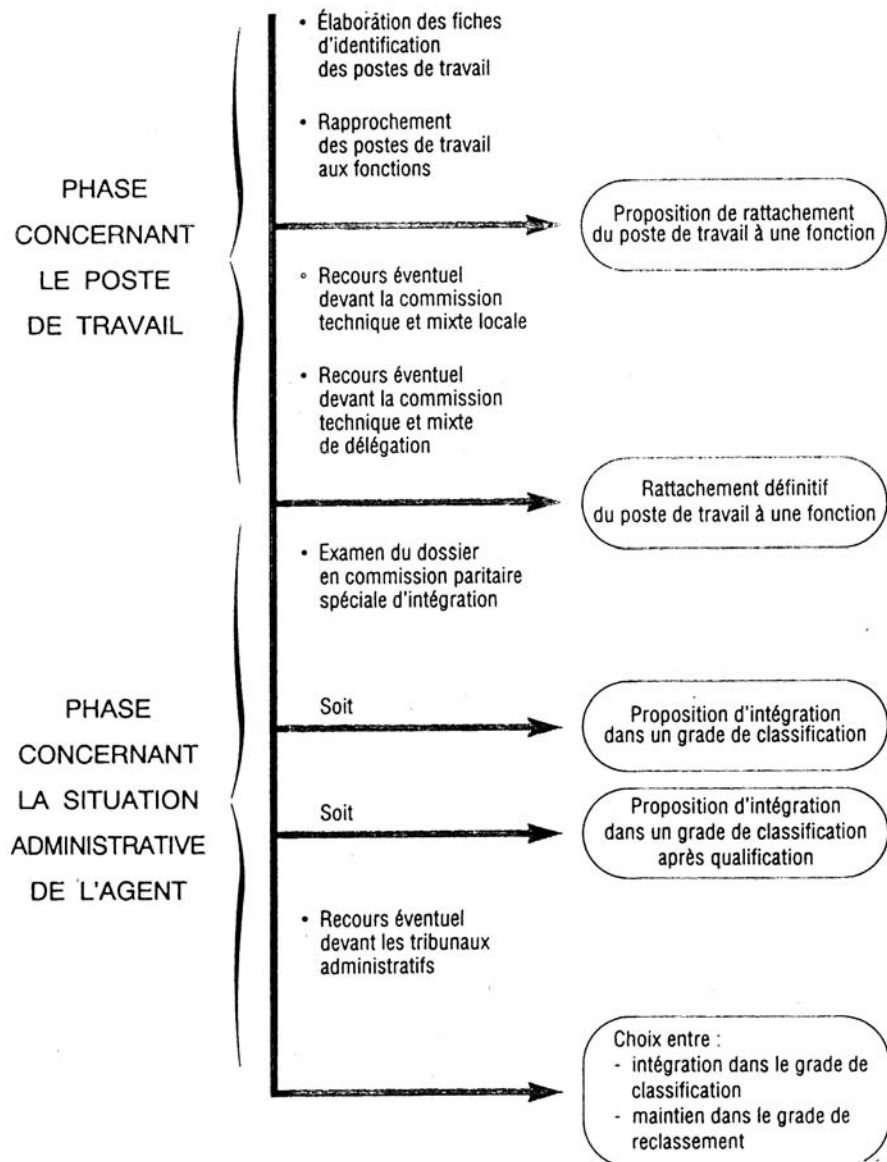 • Élaborâtion des fiches
d'identification
des postes de travail
• Rapprochement
des postes de travail
aux fonctions
PHASE
CONCERNANT
LE POSTE
DE TRAVAIL
Proposition de rattachement
du poste de travail à une fonction
• Recours éventuel
devant la commission
technique et mixte locale
• Recours éventuel
devant la commission
technique et mixte
de délégation
Rattachement définitif
du poste de travail à une fonction
• Examen du dossier
en commission paritaire
spéciale d'intégration
PHASE
CONCERNANT
LA SITUATION
ADMINISTRATIVE
DE L'AGENT
Soit
Proposition d'intégration
dans un grade de classification
Soit
Proposition d'intégration
dans un grade de classification
après qualification
• Recours éventuel
devant les tribunaux
administratifs
Choix entre :
- intégration dans le grade de
classification
- maintien dans le grade de
reclassement